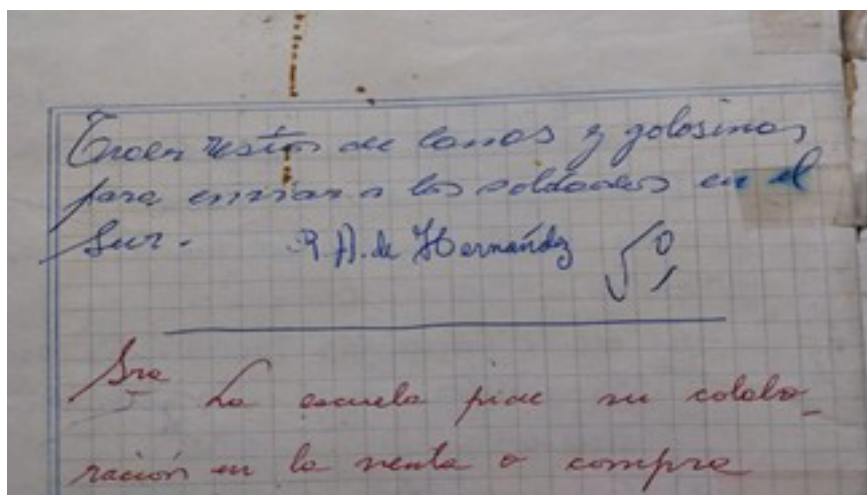 Traer restos de lanas y golosinas
para enviar a los soldados en el
Sur.
R. A. de Hernández
Sra La escuela pide su colabo_
ración en la venta o compra